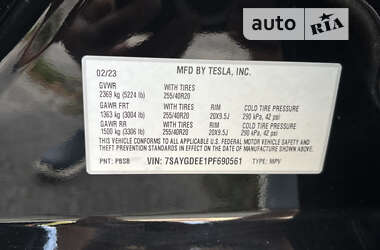 auto RIA
02/23 MFD BY TESLA, INC.
GVWR WITH TIRES
2369 kg (5224 lb) 255/40R20
GAWR FRT WITH TIRES RIM COLD TIRE PRESSURE
1363 kg (3004 lb) 255/40R20 20X9.5J 290 kPa, 42 psi
GAWR RR WITH TIRES RIM COLD TIRE PRESSURE
1500 kg (3306 lb) 255/40R20 20X9.5J 290 kPa, 42 psi
THIS VEHICLE CONFORMS TO ALL APPLICABLE U.S. FEDERAL MOTOR VEHICLE SAFETY
AND THEFT PREVENTION STANDARDS IN EFFECT ON THE DATE OF MANUFACTURE SHOWN ABOVE.
PNT: PBSB VIN: 7SAYGDEE1PF690561 TYPE: MPV